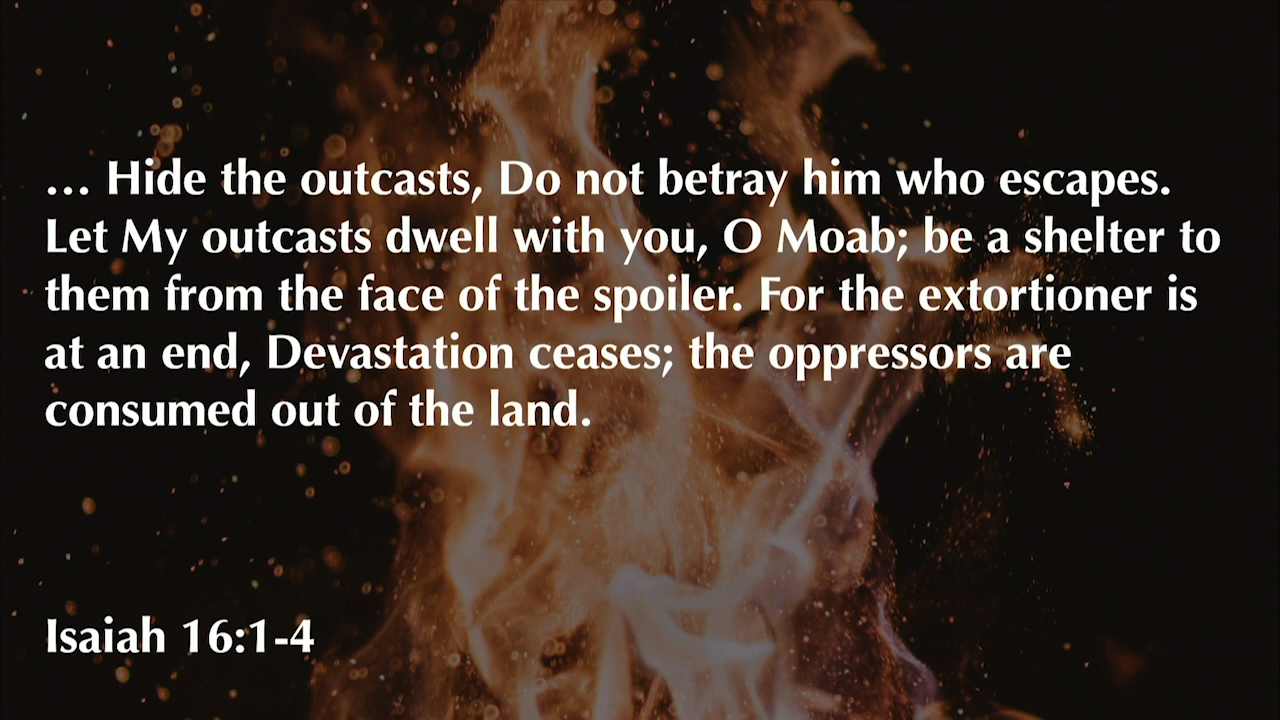 … Hide the outcasts, Do not betray him who escapes.
Let My outcasts dwell with you, O Moab; be a shelter to
them from the face of the spoiler. For the extortioner is
at an end, Devastation ceases; the oppressors are
consumed out of the land.
Isaiah 16:1-4